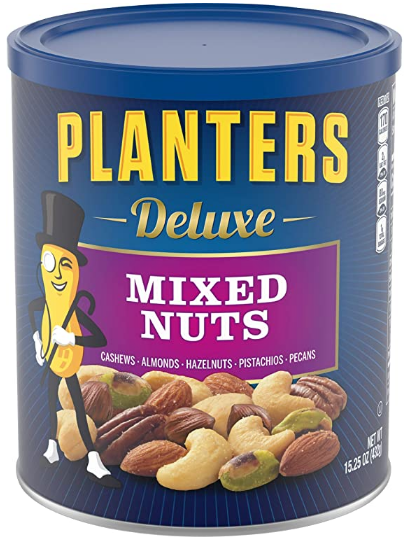 PLANTERS
Deluxe
MIXED
NUTS
CASHEWS · ALMONDS · HAZELNUTS · PISTACHIOS · PECANS
NET WT
15.25 OZ (432g)